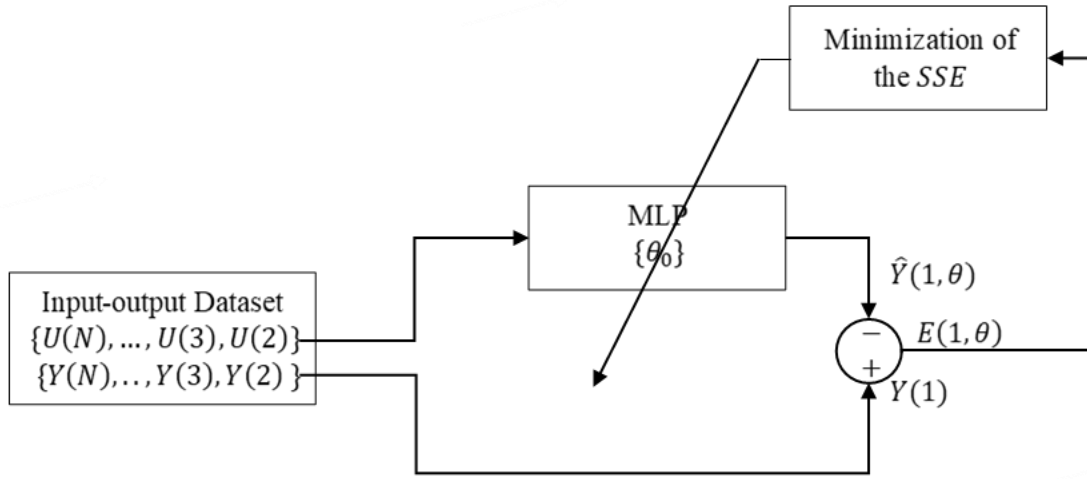 Minimization of
the SSE
MLP
{θ₀}
Input-output Dataset
{U(N), ..., U(3), U(2)}
{Y(N), . . , Y(3), Y(2) }
Ŷ(1, θ)
−
E(1, θ)
+
Y(1)